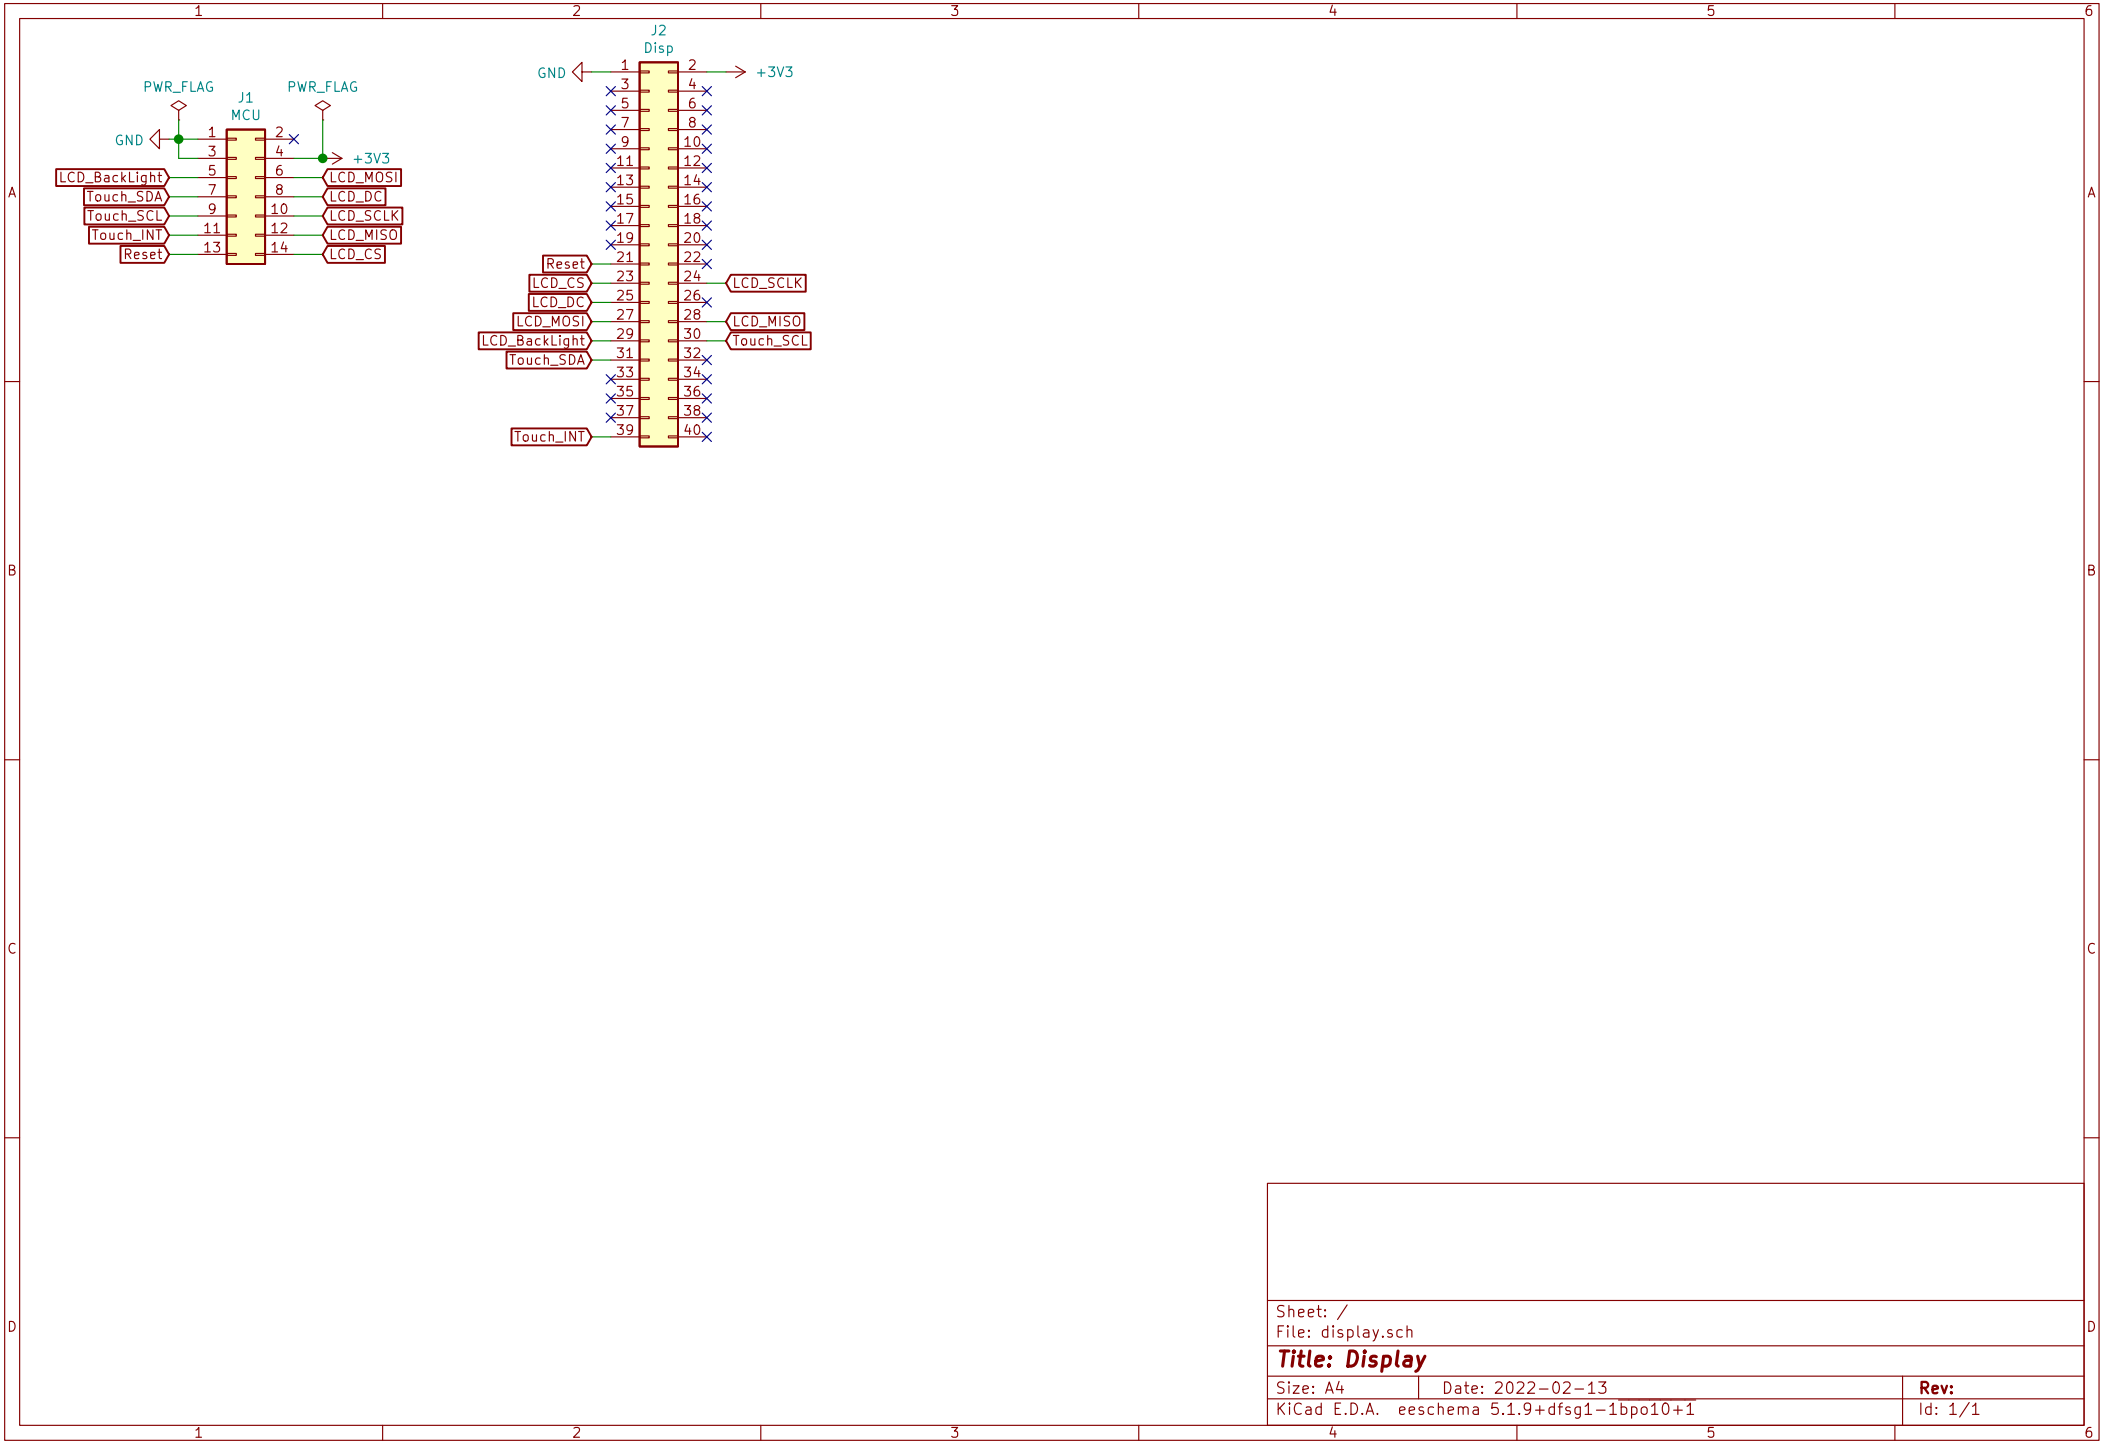 1 2 3 4 5 6
J2
Disp
GND 1 2 +3V3
3 4
5 6
7 8
9 10
11 12
13 14
15 16
17 18
19 20
Reset 21 22
LCD_CS 23 24 LCD_SCLK
LCD_DC 25 26
LCD_MOSI 27 28 LCD_MISO
LCD_BackLight 29 30 Touch_SCL
Touch_SDA 31 32
33 34
35 36
37 38
Touch_INT 39 40
PWR_FLAG PWR_FLAG
J1
MCU
GND 1 2
3 4 +3V3
LCD_BackLight 5 6 LCD_MOSI
Touch_SDA 7 8 LCD_DC
Touch_SCL 9 10 LCD_SCLK
Touch_INT 11 12 LCD_MISO
Reset 13 14 LCD_CS
A A
B B
C C
D D
Sheet: /
File: display.sch
Title: Display
Size: A4 Date: 2022-02-13 Rev:
KiCad E.D.A. eeschema 5.1.9+dfsg1-1bpo10+1 Id: 1/1
1 2 3 4 5 6